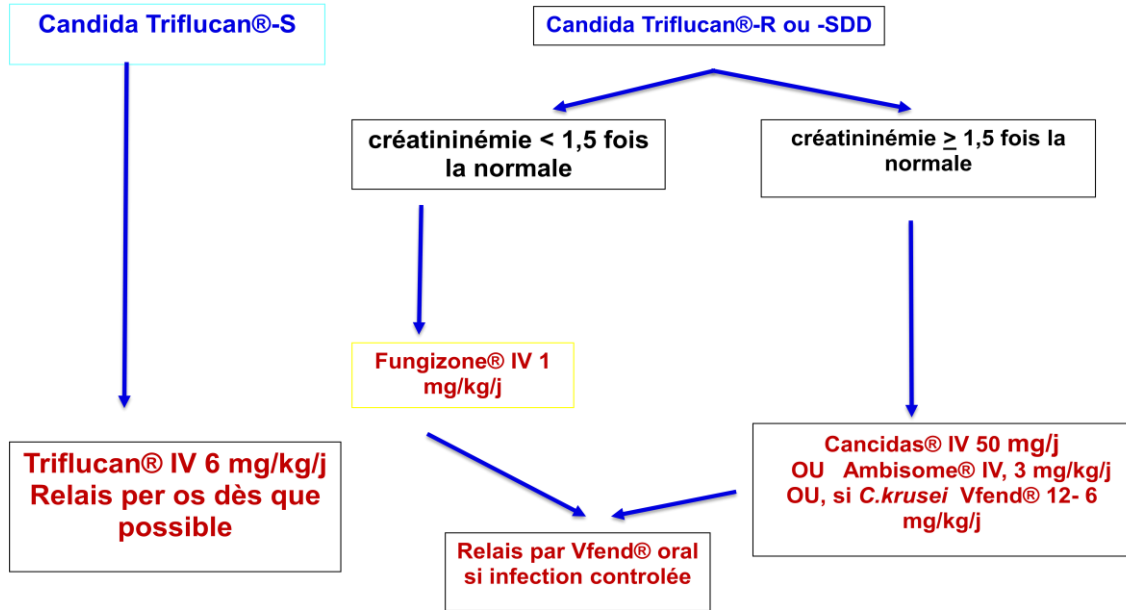 Candida Triflucan®-S
Candida Triflucan®-R ou -SDD
créatininémie < 1,5 fois
la normale
créatininémie ≥ 1,5 fois la
normale
Fungizone® IV 1
mg/kg/j
Triflucan® IV 6 mg/kg/j
Relais per os dès que
possible
Cancidas® IV 50 mg/j
OU Ambisome® IV, 3 mg/kg/j
OU, si C.krusei Vfend® 12- 6
mg/kg/j
Relais par Vfend® oral
si infection controlée